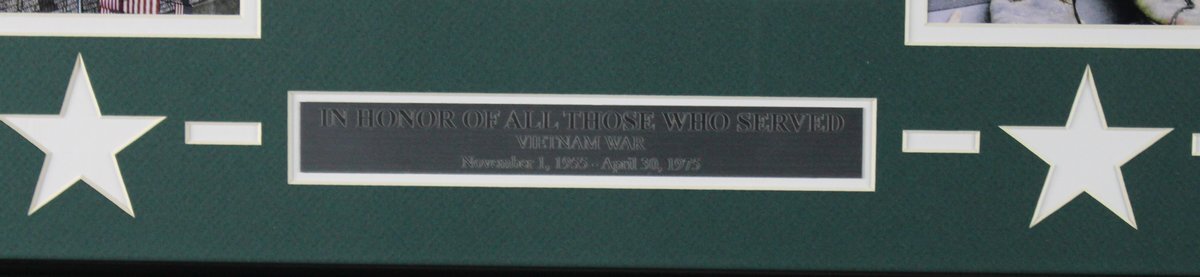 IN HONOR OF ALL THOSE WHO SERVED
VIETNAM WAR
November 1, 1955 - April 30, 1975